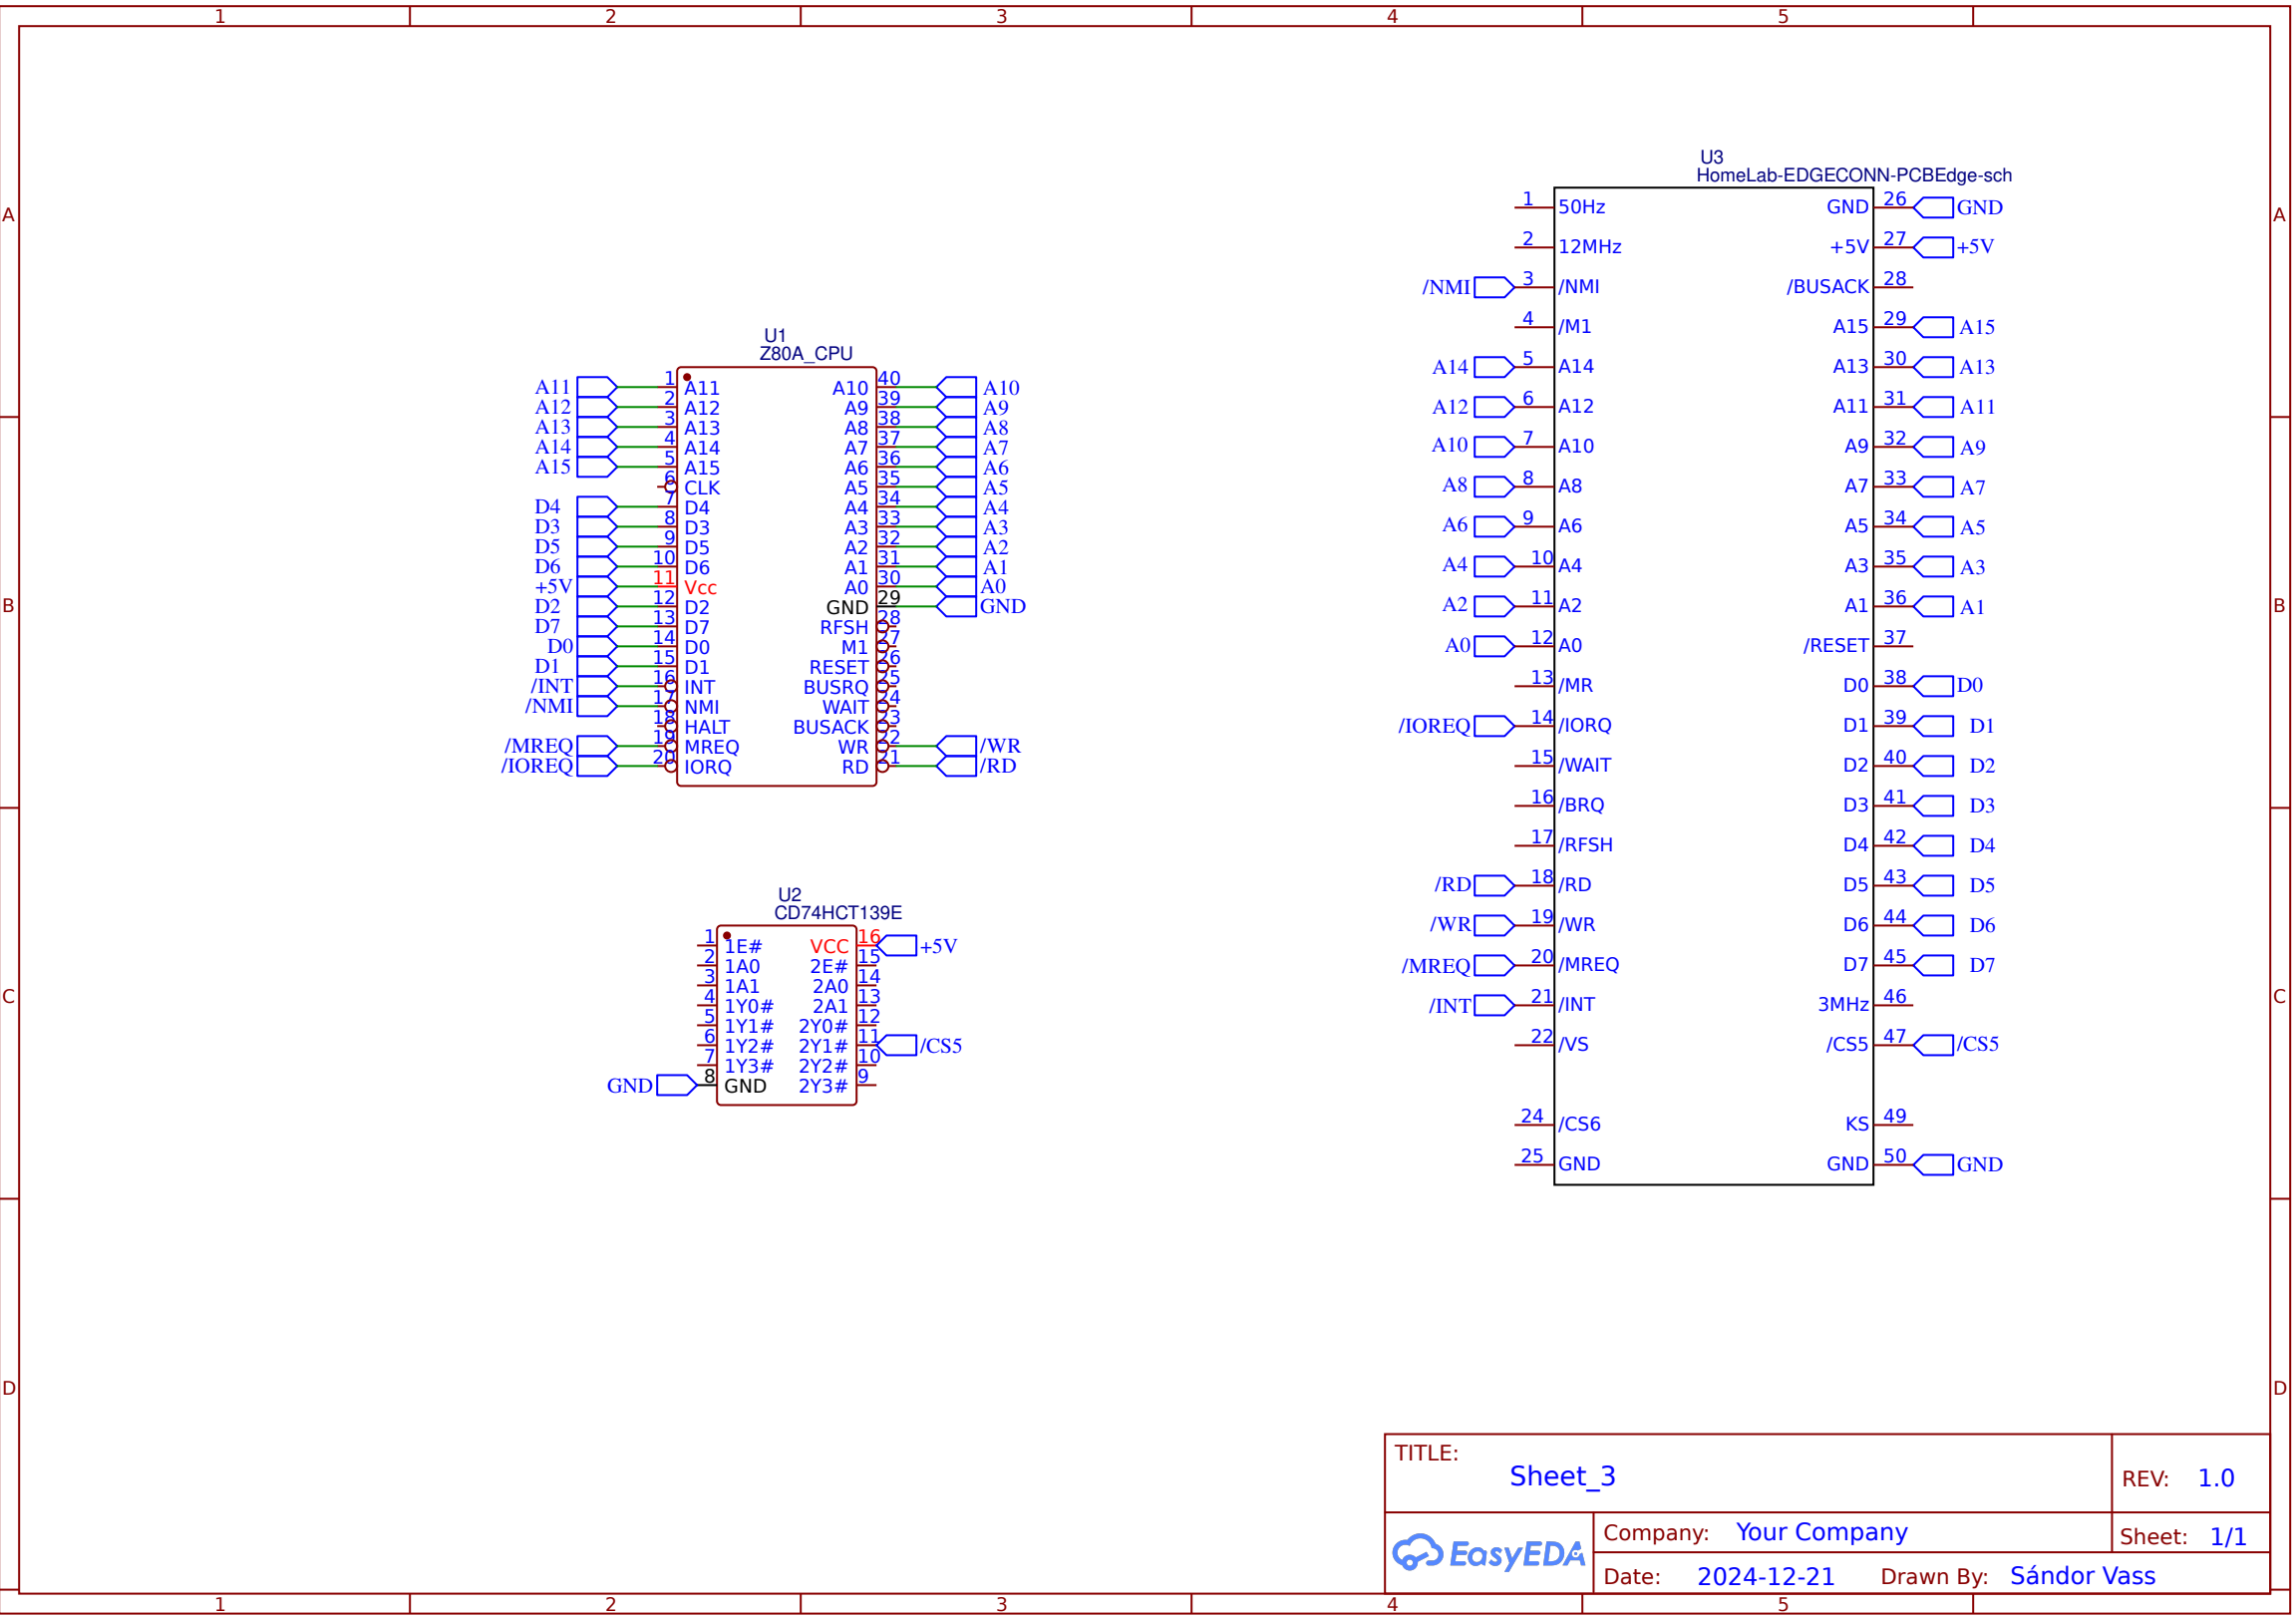 1 2 3 4 5
A A
B B
C C
D D
U1
Z80A_CPU
A11 1 A11 A10 40 A10
A12 2 A12 A9 39 A9
A13 3 A13 A8 38 A8
A14 4 A14 A7 37 A7
A15 5 A15 A6 36 A6
6 CLK A5 35 A5
D4 7 D4 A4 34 A4
D3 8 D3 A3 33 A3
D5 9 D5 A2 32 A2
D6 10 D6 A1 31 A1
+5V 11 Vcc A0 30 A0
D2 12 D2 GND 29 GND
D7 13 D7 RFSH 28
D0 14 D0 M1 27
D1 15 D1 RESET 26
/INT 16 INT BUSRQ 25
/NMI 17 NMI WAIT 24
18 HALT BUSACK 23
/MREQ 19 MREQ WR 22 /WR
/IOREQ 20 IORQ RD 21 /RD
U2
CD74HCT139E
1 1E# VCC 16 +5V
2 1A0 2E# 15
3 1A1 2A0 14
4 1Y0# 2A1 13
5 1Y1# 2Y0# 12
6 1Y2# 2Y1# 11 /CS5
7 1Y3# 2Y2# 10
GND 8 GND 2Y3# 9
U3
HomeLab-EDGECONN-PCBEdge-sch
1 50Hz GND 26 GND
2 12MHz +5V 27 +5V
/NMI 3 /NMI /BUSACK 28
4 /M1 A15 29 A15
A14 5 A14 A13 30 A13
A12 6 A12 A11 31 A11
A10 7 A10 A9 32 A9
A8 8 A8 A7 33 A7
A6 9 A6 A5 34 A5
A4 10 A4 A3 35 A3
A2 11 A2 A1 36 A1
A0 12 A0 /RESET 37
13 /MR D0 38 D0
/IOREQ 14 /IORQ D1 39 D1
15 /WAIT D2 40 D2
16 /BRQ D3 41 D3
17 /RFSH D4 42 D4
/RD 18 /RD D5 43 D5
/WR 19 /WR D6 44 D6
/MREQ 20 /MREQ D7 45 D7
/INT 21 /INT 3MHz 46
22 /VS /CS5 47 /CS5
24 /CS6 KS 49
25 GND GND 50 GND
TITLE:
Sheet_3
REV: 1.0
EasyEDA
Company: Your Company
Sheet: 1/1
Date: 2024-12-21 Drawn By: Sándor Vass
1 2 3 4 5